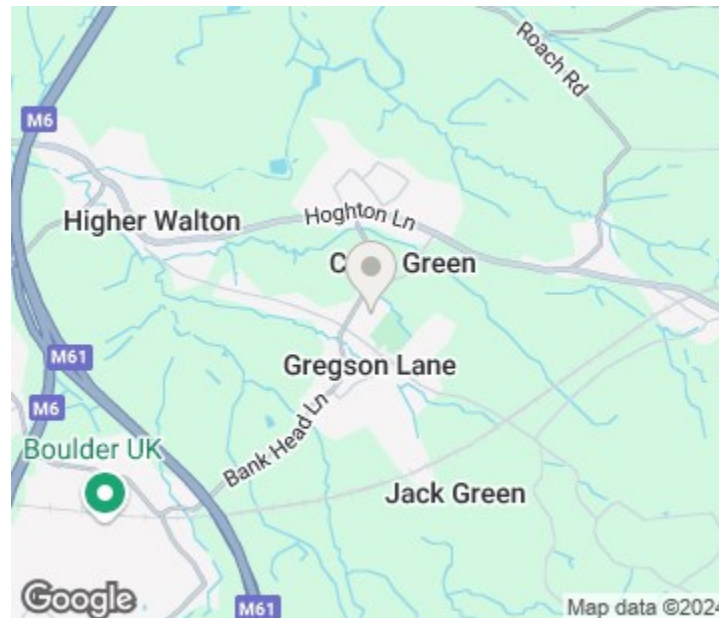 Roach Rd
M6
Higher Walton
Hoghton Ln
C Green
Gregson Lane
M61
M6
Boulder UK
Bank Head Ln
Jack Green
Google
M61
Map data ©2024